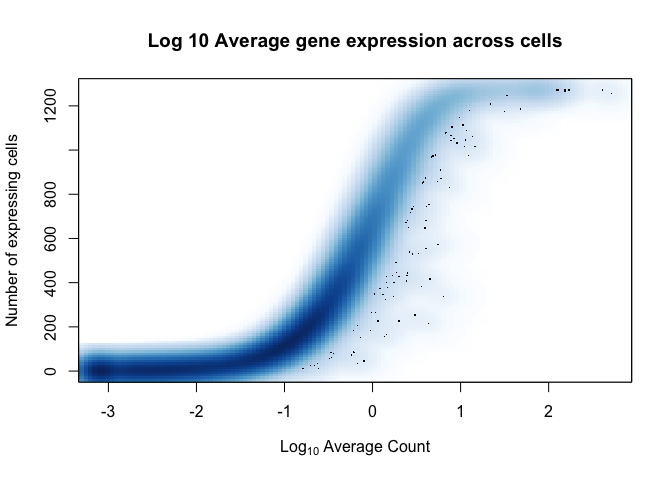 Log 10 Average gene expression across cells
Number of expressing cells
1200
800
600
400
200
0
-3 -2 -1 0 1 2
Log₁₀ Average Count